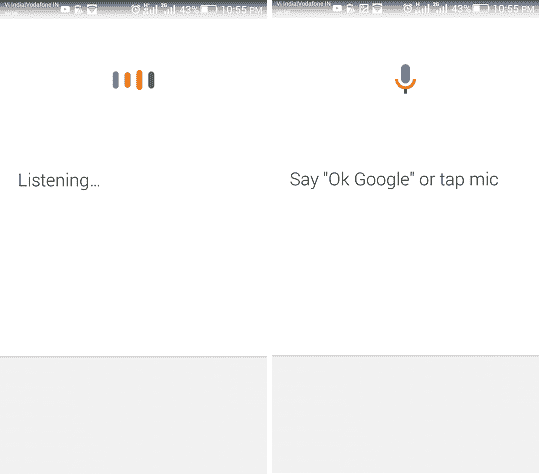 Vi India|Vodafone IN
43%
10:55 PM
Listening...
Vi India|Vodafone IN
43%
10:55 PM
Say "Ok Google" or tap mic